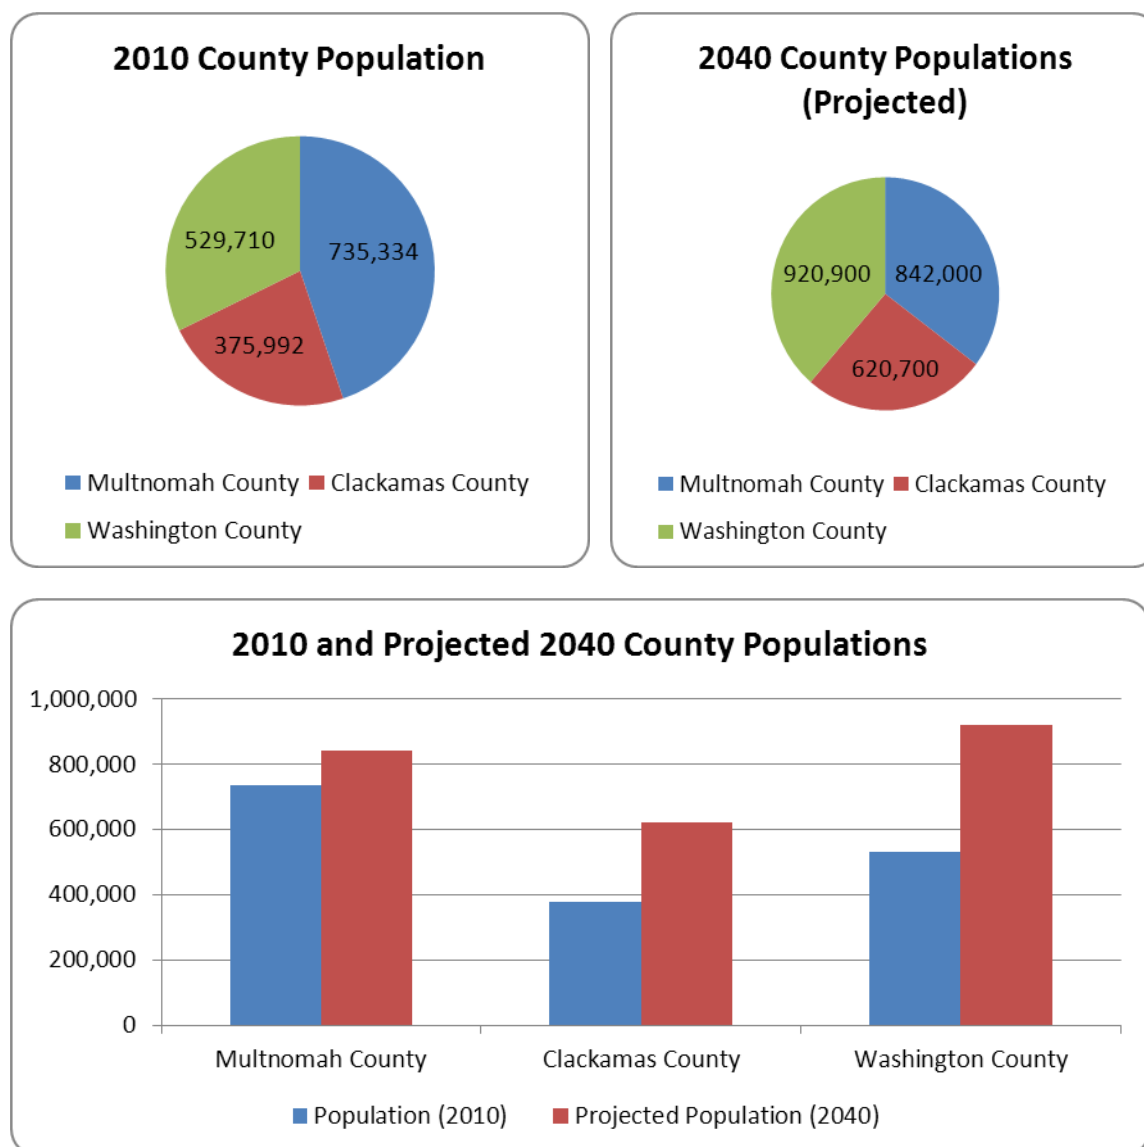 2010 County Population
529,710
735,334
375,992
Multnomah County Clackamas County
Washington County
2040 County Populations
(Projected)
920,900
842,000
620,700
Multnomah County Clackamas County
Washington County
2010 and Projected 2040 County Populations
1,000,000
800,000
600,000
400,000
200,000
0
Multnomah County Clackamas County Washington County
Population (2010) Projected Population (2040)